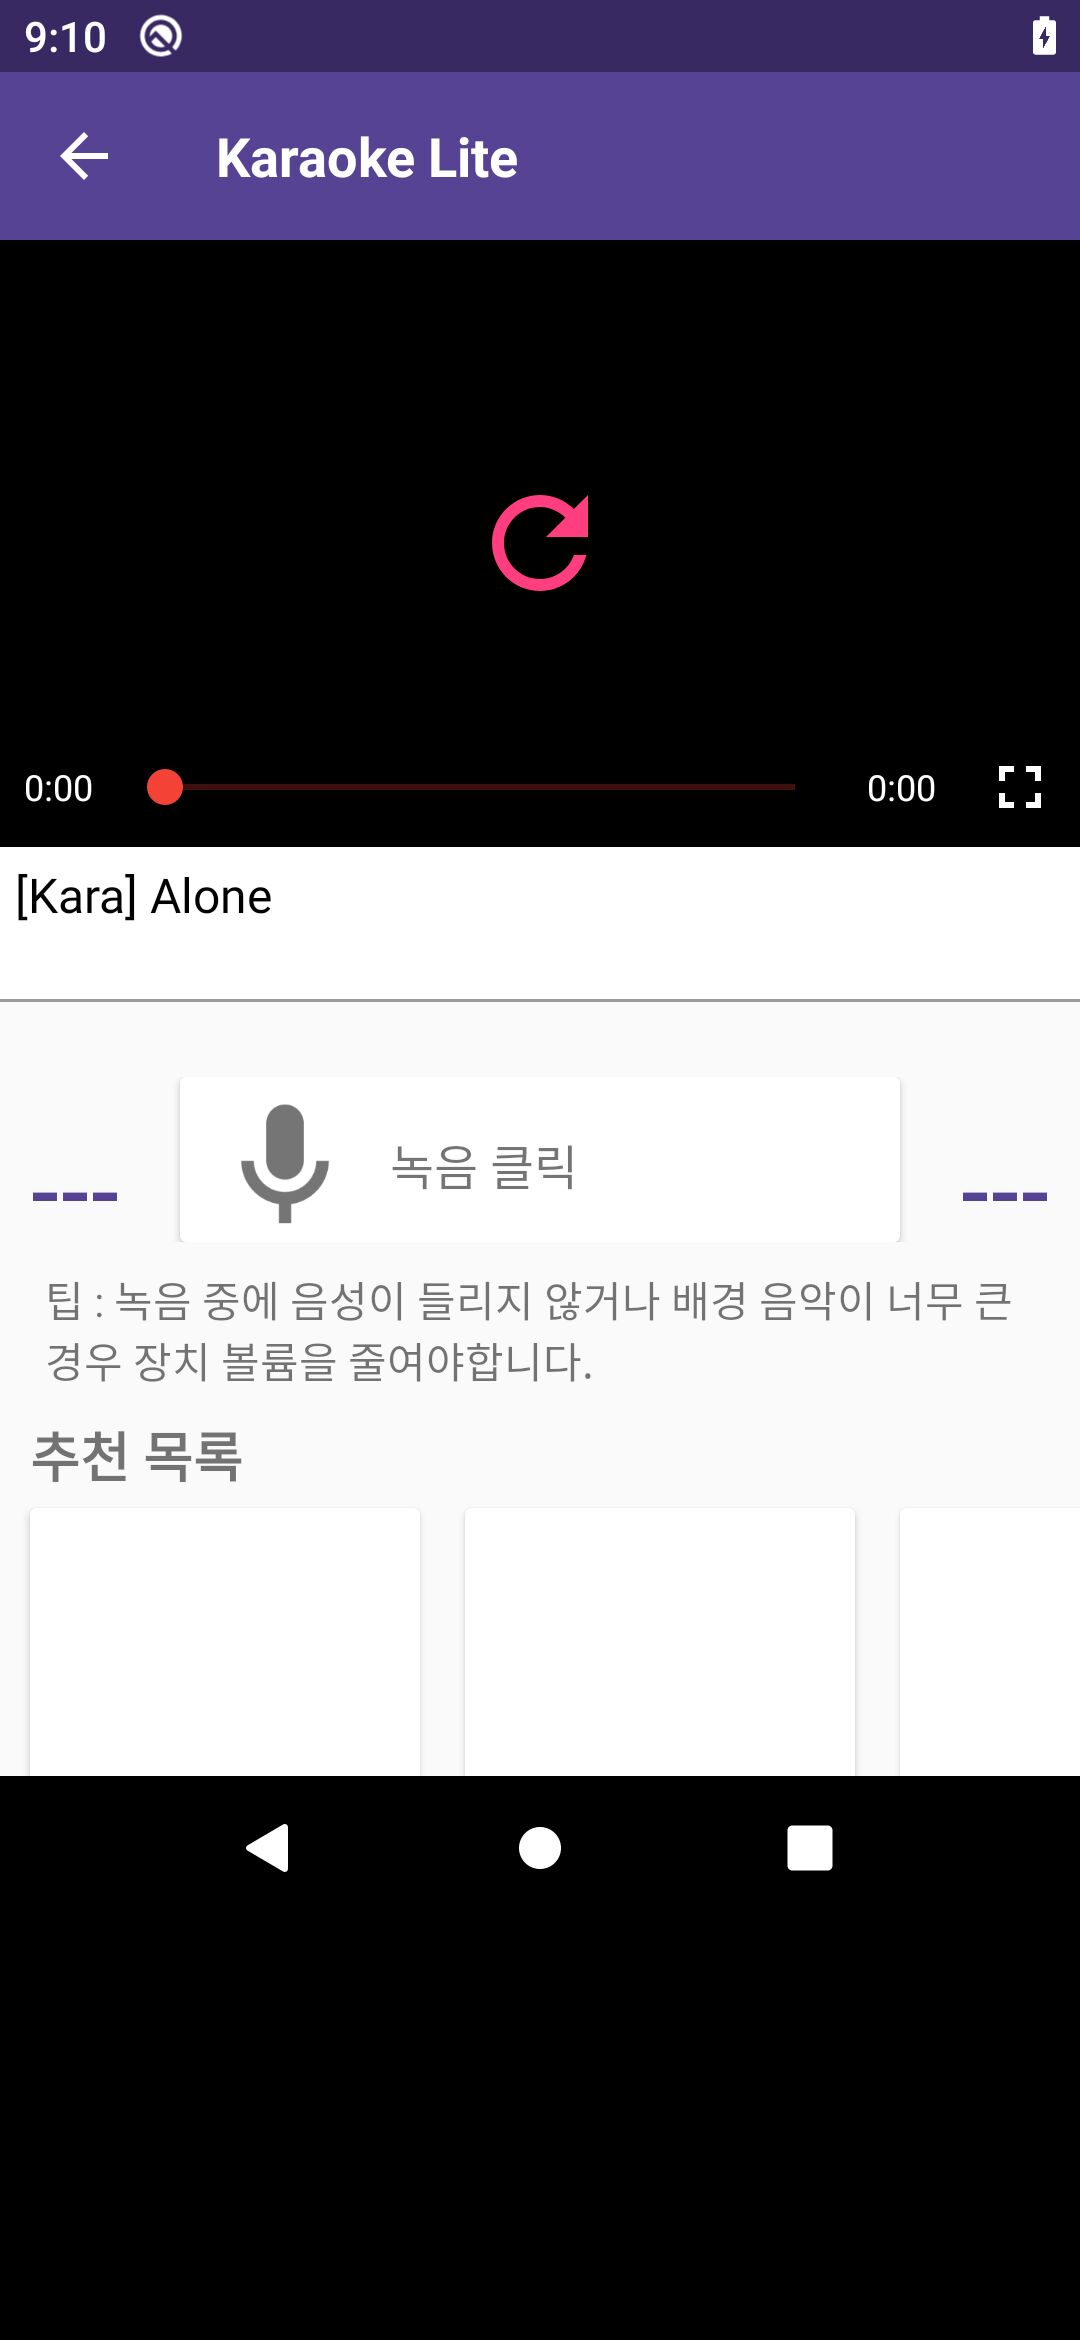 9:10
Karaoke Lite
0:00
0:00
[Kara] Alone
---
녹음 클릭
---
팁 : 녹음 중에 음성이 들리지 않거나 배경 음악이 너무 큰
경우 장치 볼륨을 줄여야합니다.
추천 목록